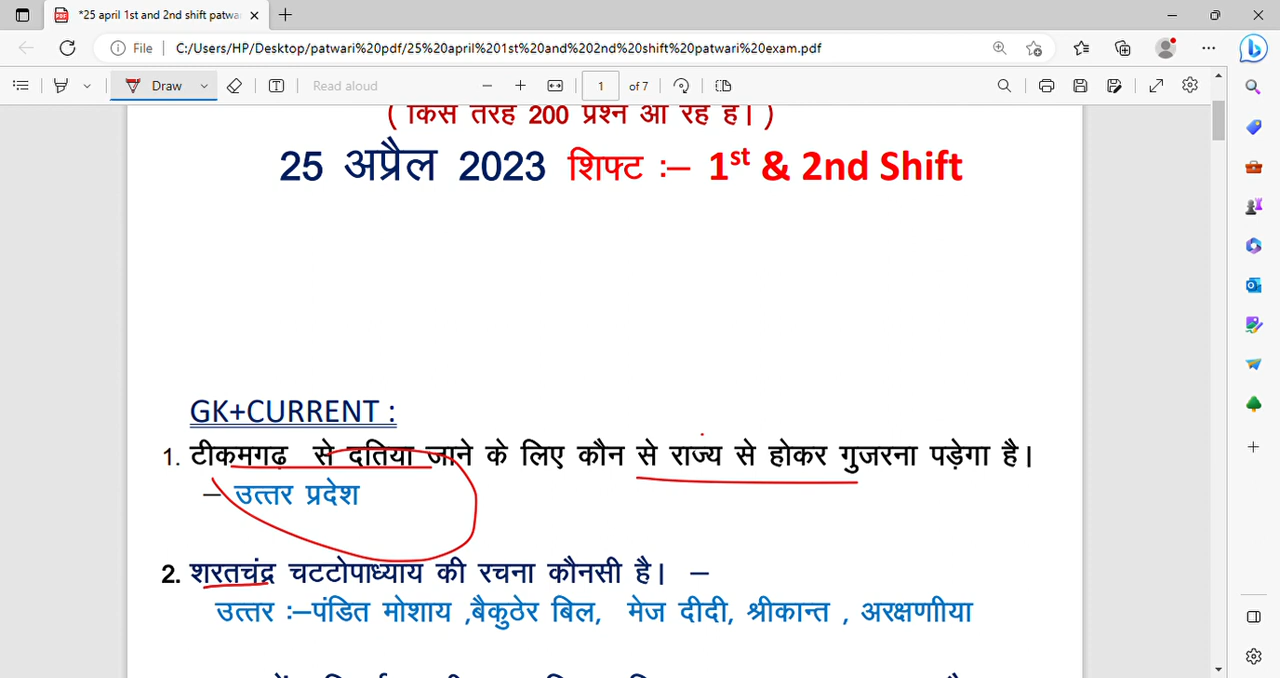 *25 april 1st and 2nd shift patwa
File C:/Users/HP/Desktop/patwari%20pdf/25%20april%201st%20and%202nd%20shift%20patwari%20exam.pdf
Draw Read aloud 1 of 7
( किस तरह 200 प्रश्न आ रहे है। )
25 अप्रैल 2023 शिफ्ट :– 1st & 2nd Shift
GK+CURRENT :
1. टीकमगढ़ से दतिया जाने के लिए कौन से राज्य से होकर गुजरना पड़ेगा है।
– उत्तर प्रदेश
2. शरतचंद्र चटटोपाध्याय की रचना कौनसी है। –
उत्तर :–पंडित मोशाय ,बैकुठेर बिल, मेज दीदी, श्रीकान्त , अरक्षणाीया